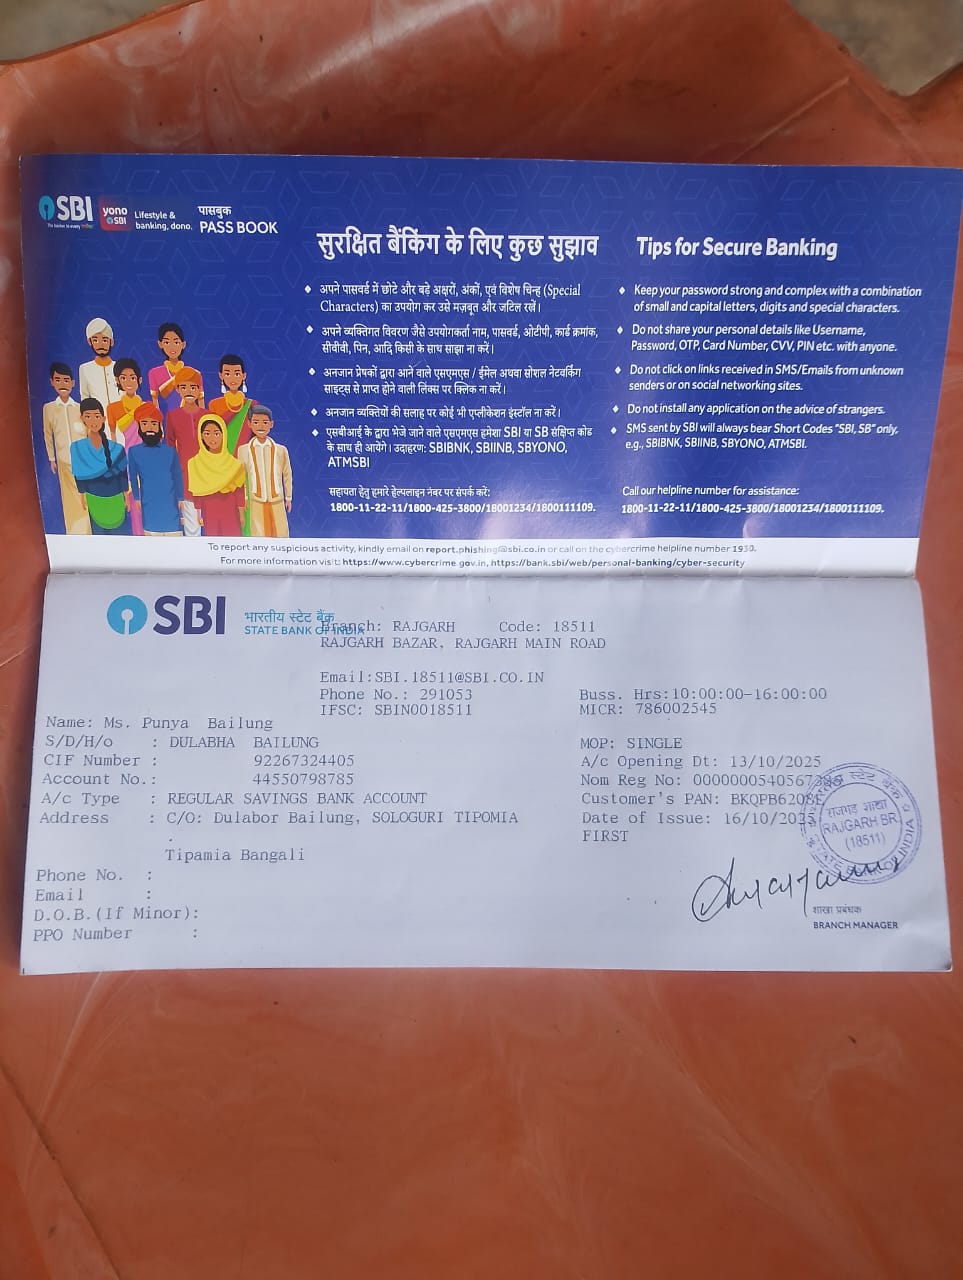 SBI
The banker to every Indian
yono
SBI
Lifestyle &
banking, dono.
पासबुक
PASS BOOK
सुरक्षित बैंकिंग के लिए कुछ सुझाव
अपने पासवर्ड में छोटे और बड़े अक्षरों, अंकों, एवं विशेष चिन्ह (Special
Characters) का उपयोग कर उसे मज़बूत और जटिल रखें।
अपने व्यक्तिगत विवरण जैसे उपयोगकर्ता नाम, पासवर्ड, ओटीपी, कार्ड क्रमांक,
सीवीवी, पिन, आदि किसी के साथ साझा ना करें।
अनजान प्रेषकों द्वारा आने वाले एसएमएस / ईमेल अथवा सोशल नेटवर्किंग
साइट्स से प्राप्त होने वाली लिंक्स पर क्लिक ना करें।
अनजान व्यक्तियों की सलाह पर कोई भी एप्लीकेशन इंस्टॉल ना करें।
एसबीआई के द्वारा भेजे जाने वाले एसएमएस हमेशा SBI या SB संक्षिप्त कोड
के साथ ही आयेंगे। उदाहरण: SBIBNK, SBIINB, SBYONO,
ATMSBI
सहायता हेतु हमारे हेल्पलाइन नंबर पर संपर्क करें:
1800-11-22-11/1800-425-3800/18001234/1800111109.
Tips for Secure Banking
Keep your password strong and complex with a combination
of small and capital letters, digits and special characters.
Do not share your personal details like Username,
Password, OTP, Card Number, CVV, PIN etc. with anyone.
Do not click on links received in SMS/Emails from unknown
senders or on social networking sites.
Do not install any application on the advice of strangers.
SMS sent by SBI will always bear Short Codes "SBI, SB" only.
e.g., SBIBNK, SBIINB, SBYONO, ATMSBI.
Call our helpline number for assistance:
1800-11-22-11/1800-425-3800/18001234/1800111109.
To report any suspicious activity, kindly email on report.phishing@sbi.co.in or call on the cybercrime helpline number 1930.
For more information visit: https://www.cybercrime.gov.in, https://bank.sbi/web/personal-banking/cyber-security
SBI
भारतीय स्टेट बैंक
STATE BANK OF INDIA
Branch: RAJGARH Code: 18511
RAJGARH BAZAR, RAJGARH MAIN ROAD
Email:SBI.18511@SBI.CO.IN
Phone No.: 291053 Buss. Hrs:10:00:00-16:00:00
IFSC: SBIN0018511 MICR: 786002545
Name: Ms. Punya Bailung
S/D/H/o : DULABHA BAILUNG MOP: SINGLE
CIF Number : 92267324405 A/c Opening Dt: 13/10/2025
Account No.: 44550798785 Nom Reg No:
A/c Type : REGULAR SAVINGS BANK ACCOUNT Customer's PAN:
Address : C/O: Dulabor Bailung, SOLOGURI TIPOMIA Date of Issue: 16/10/2025
. FIRST
Tipamia Bangali
Phone No. :
Email :
D.O.B.(If Minor):
PPO Number :
राजगढ़ शाखा
RAJGARH BR.
(18511)
शाखा प्रबंधक
BRANCH MANAGER